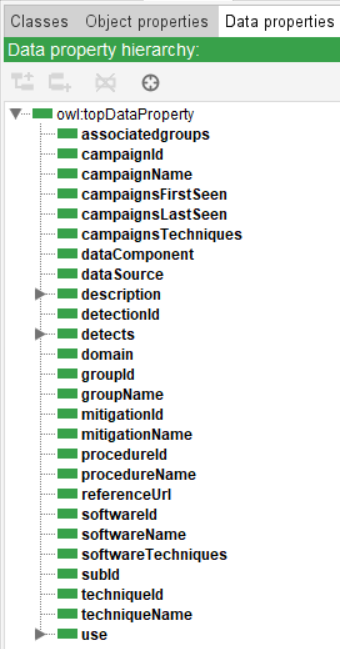 Classes Object properties Data properties
Data property hierarchy:
owl:topDataProperty
associatedgroups
campaignId
campaignName
campaignsFirstSeen
campaignsLastSeen
campaignsTechniques
dataComponent
dataSource
description
detectionId
detects
domain
groupId
groupName
mitigationId
mitigationName
procedureId
procedureName
referenceUrl
softwareId
softwareName
softwareTechniques
subId
techniqueId
techniqueName
use